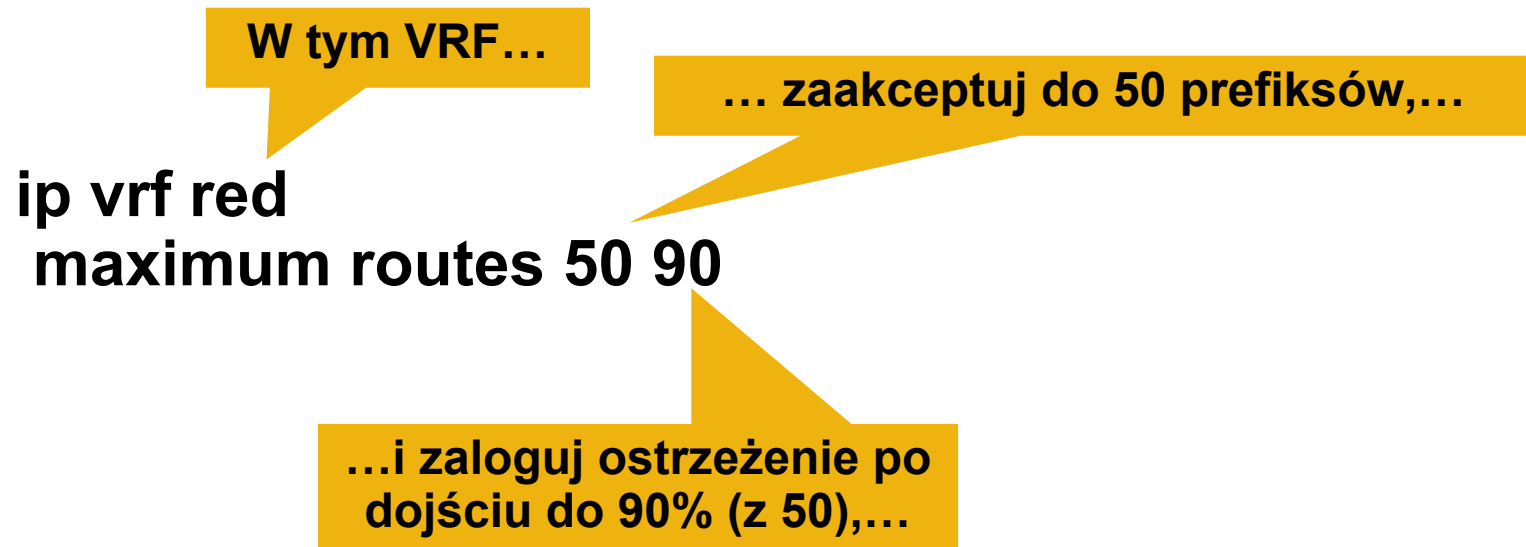 W tym VRF…
… zaakceptuj do 50 prefiksów,…
ip vrf red
maximum routes 50 90
…i zaloguj ostrzeżenie po
dojściu do 90% (z 50),…